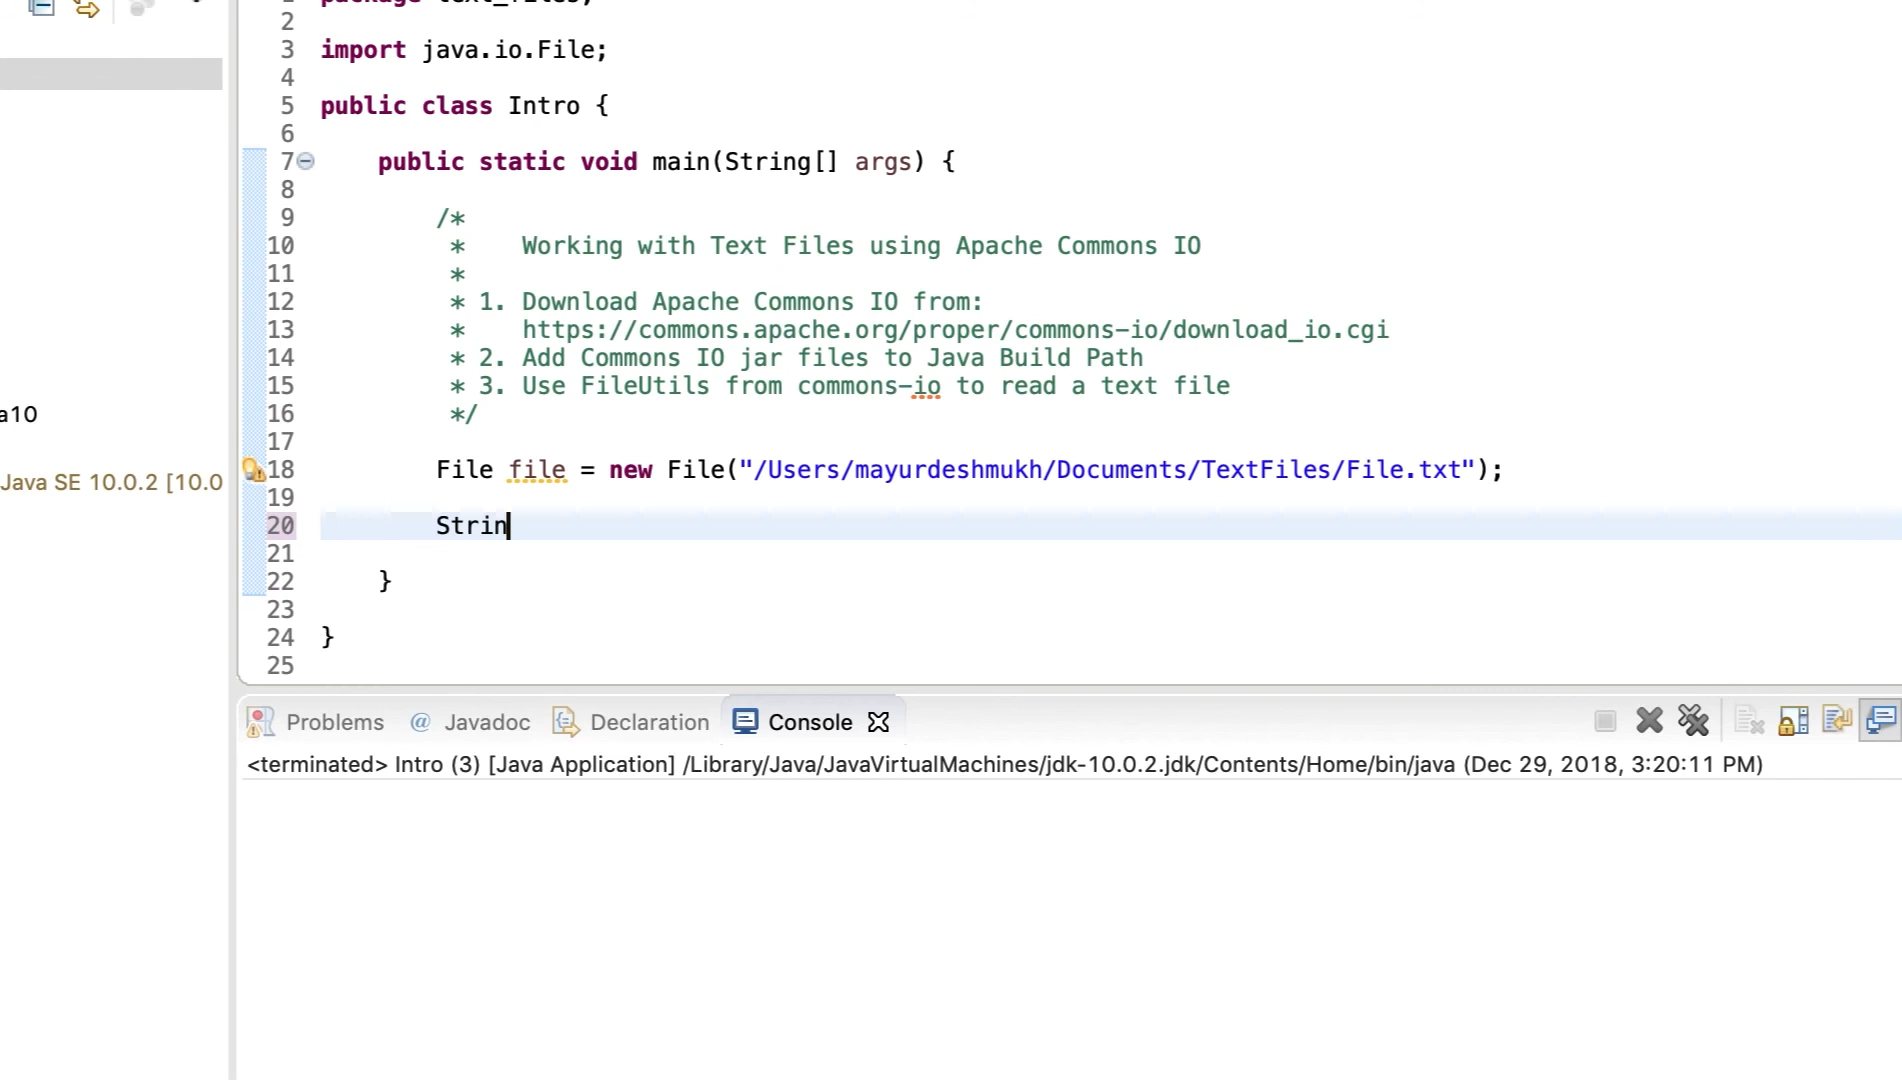 2
3 import java.io.File;
4
5 public class Intro {
6
7 public static void main(String[] args) {
8
9 /*
10 * Working with Text Files using Apache Commons IO
11 *
12 * 1. Download Apache Commons IO from:
13 * https://commons.apache.org/proper/commons-io/download_io.cgi
14 * 2. Add Commons IO jar files to Java Build Path
15 * 3. Use FileUtils from commons-io to read a text file
16 */
17
18 File file = new File("/Users/mayurdeshmukh/Documents/TextFiles/File.txt");
19
20 Strin
21
22 }
23
24 }
25
a10
Java SE 10.0.2 [10.0
Problems @ Javadoc Declaration Console
<terminated> Intro (3) [Java Application] /Library/Java/JavaVirtualMachines/jdk-10.0.2.jdk/Contents/Home/bin/java (Dec 29, 2018, 3:20:11 PM)